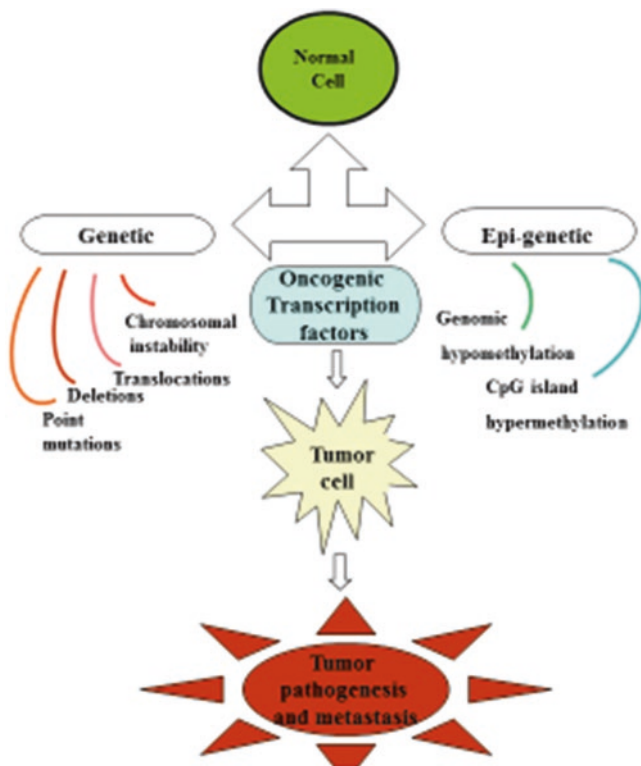 Normal
Cell
Genetic
Epi-genetic
Oncogenic
Transcription
factors
Chromosomal
instability
Translocations
Deletions
Point
mutations
Genomic
hypomethylation
CpG island
hypermethylation
Tumor
cell
Tumor
pathogenesis
and metastasis